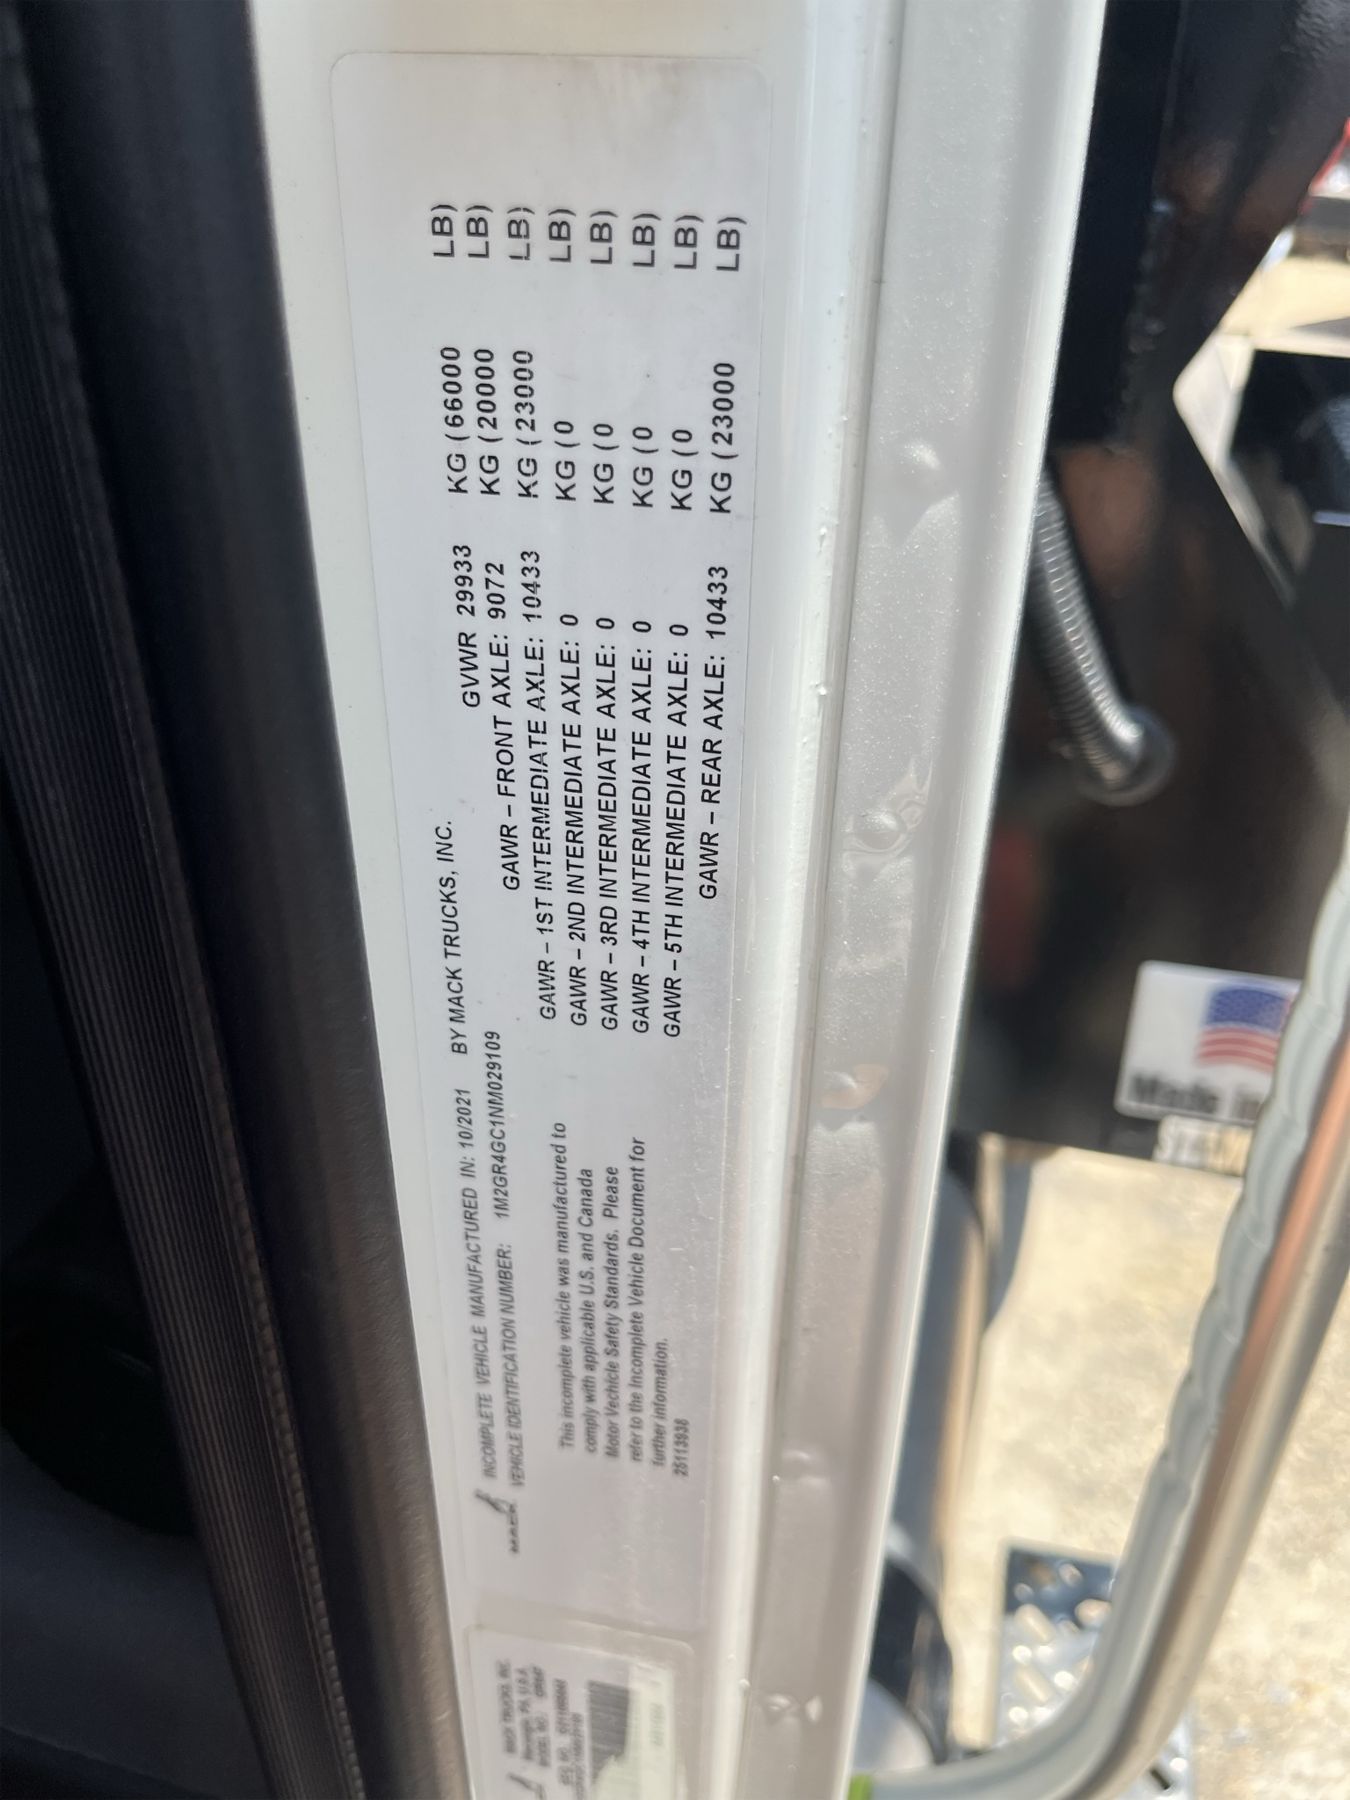 MACK
INCOMPLETE VEHICLE MANUFACTURED IN: 10/2021 BY MACK TRUCKS, INC.
VEHICLE IDENTIFICATION NUMBER: 1M2GR4GC1NM029109
GVWR 29933 KG (66000 LB)
GAWR – FRONT AXLE: 9072 KG (20000 LB)
GAWR – 1ST INTERMEDIATE AXLE: 10433 KG (23000 LB)
GAWR – 2ND INTERMEDIATE AXLE: 0 KG (0 LB)
GAWR – 3RD INTERMEDIATE AXLE: 0 KG (0 LB)
GAWR – 4TH INTERMEDIATE AXLE: 0 KG (0 LB)
GAWR – 5TH INTERMEDIATE AXLE: 0 KG (0 LB)
GAWR – REAR AXLE: 10433 KG (23000 LB)
This incomplete vehicle was manufactured to
comply with applicable U.S. and Canada
Motor Vechicle Safety Standards. Please
refer to the Incomplete Vehicle Document for
further information.
25113938
MACK TRUCKS, INC.
Made in